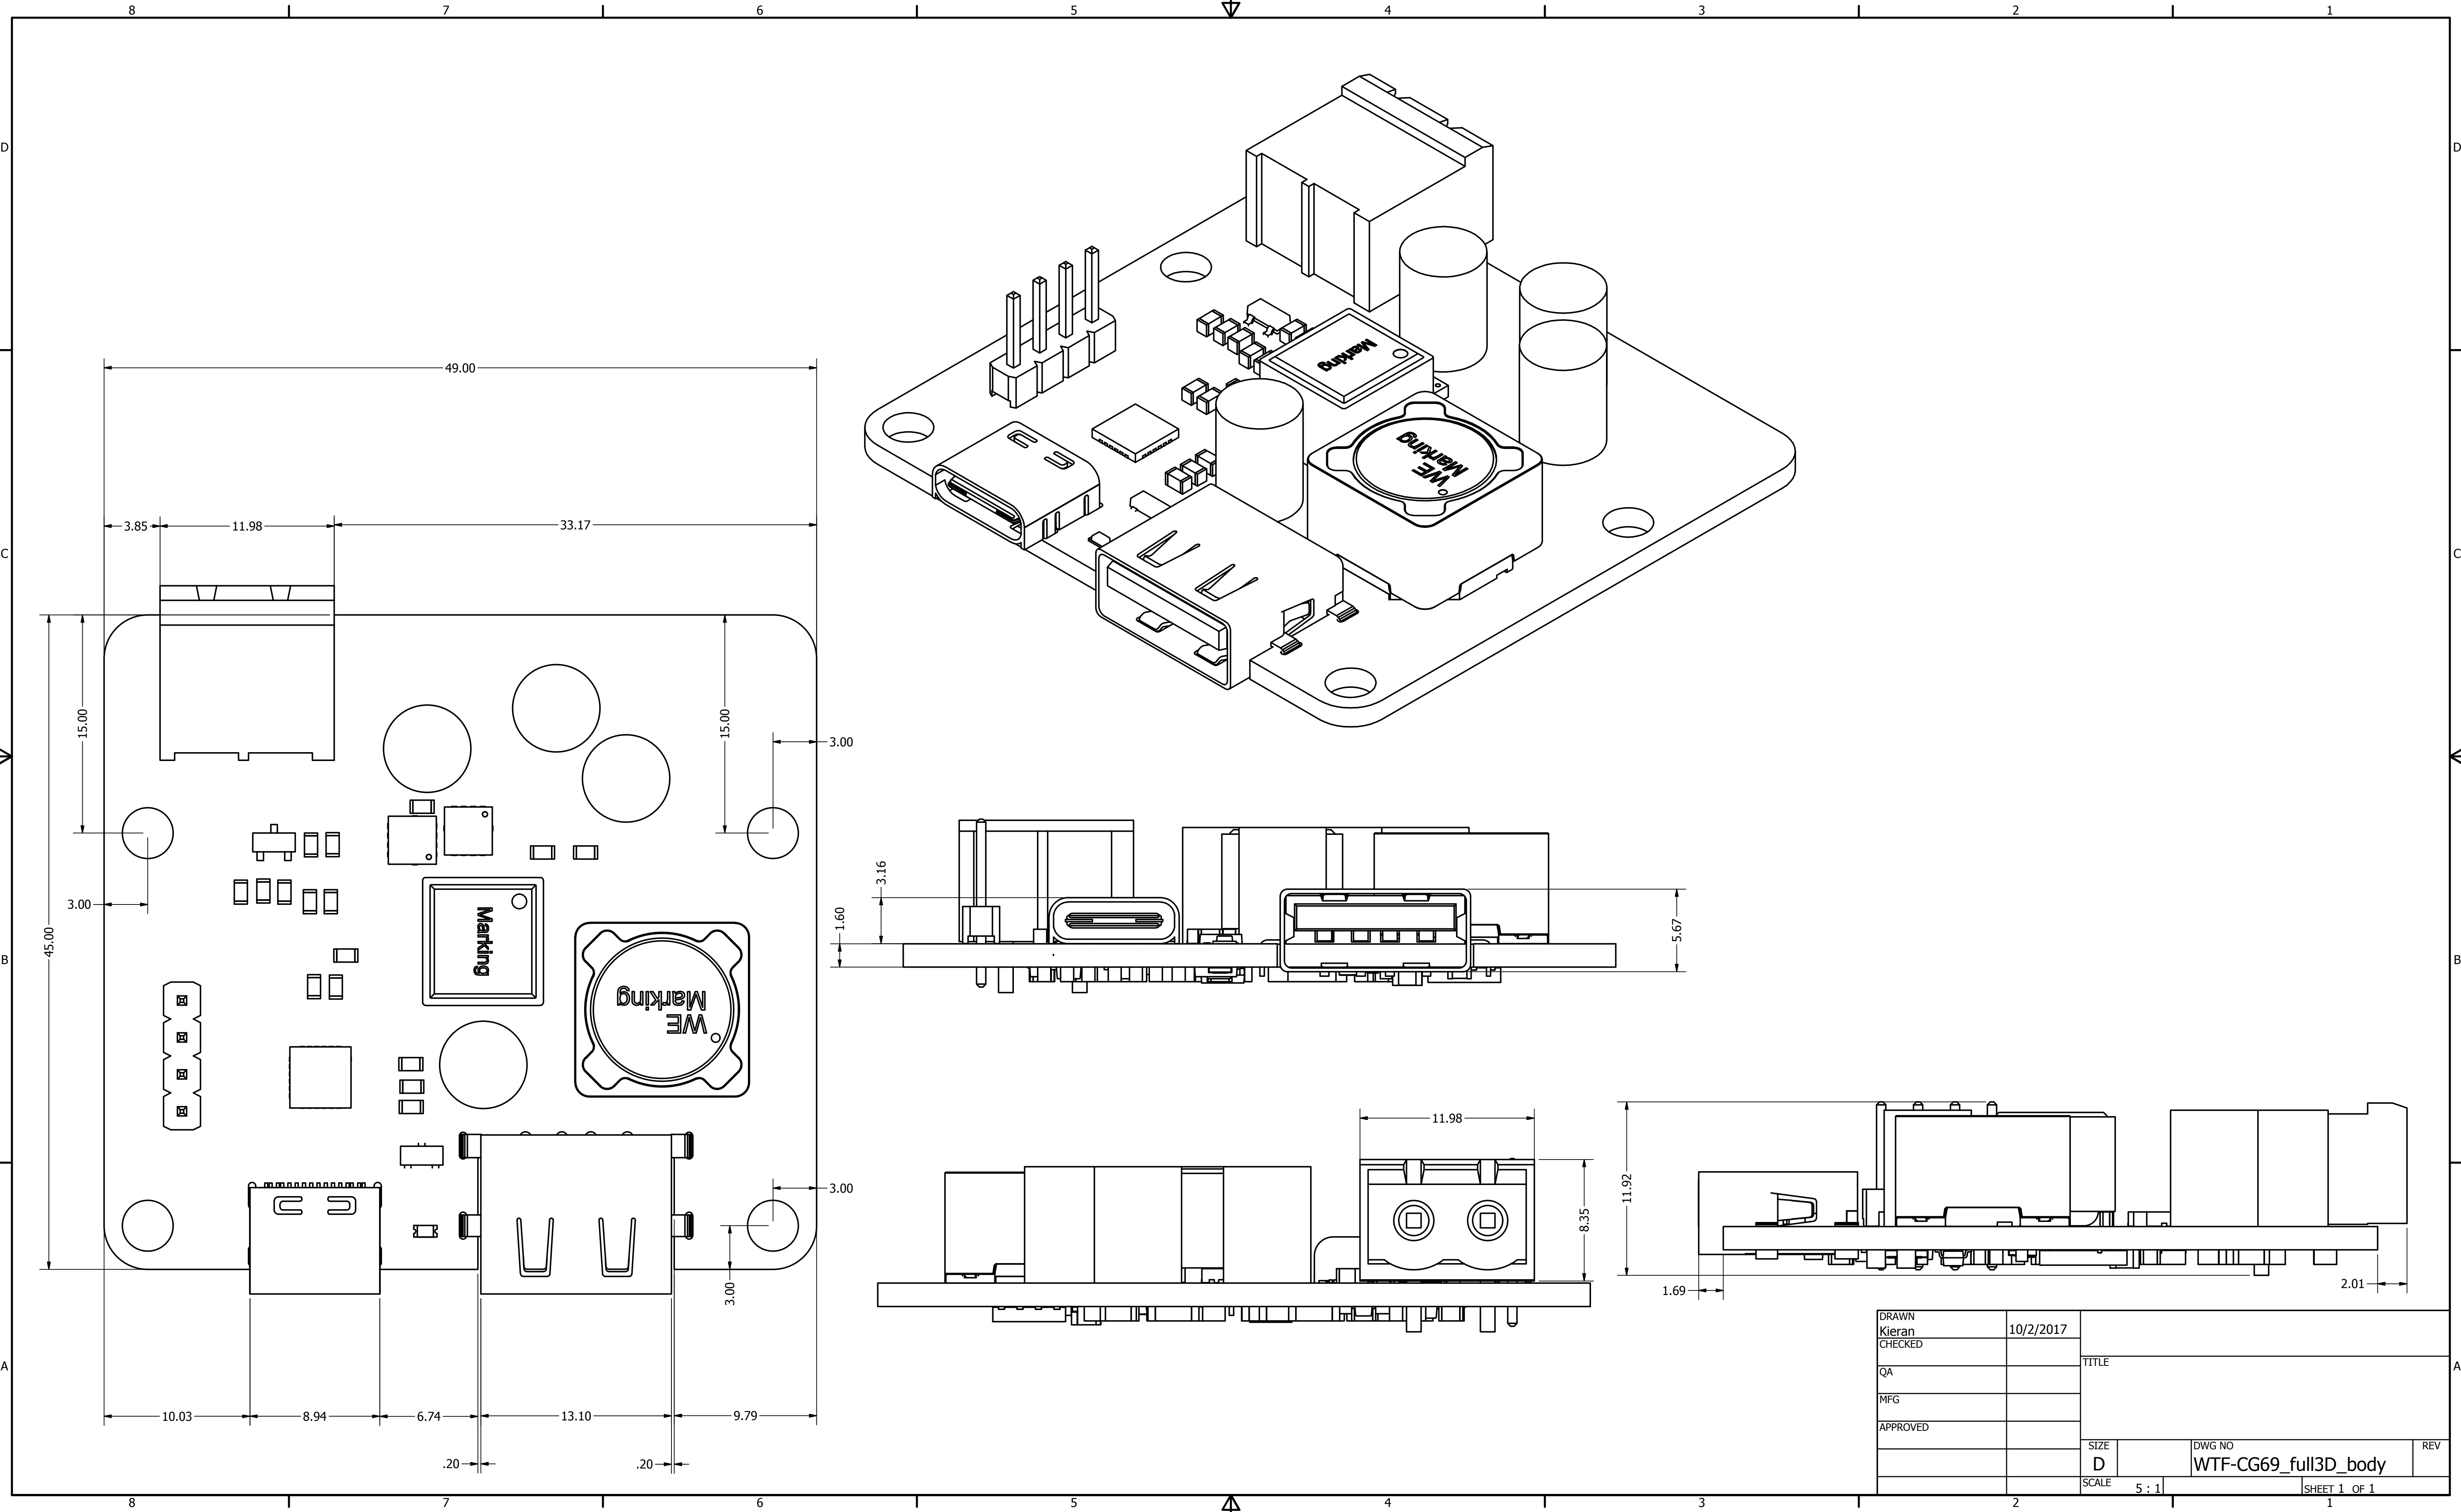 8 7 6 5 4 3 2 1
D D
Marking
WE
Marking
49.00
3.85 11.98 33.17
C C
15.00
15.00
3.00
3.00
45.00
Marking
WE
Marking
3.16
1.60
5.67
B B
3.00
3.00
11.98
8.35
11.92
1.69
2.01
10.03 8.94 6.74 13.10 9.79
.20 .20
A A
DRAWN
Kieran 10/2/2017
CHECKED
TITLE
QA
MFG
APPROVED
SIZE DWG NO REV
D WTF-CG69_full3D_body
SCALE 5 : 1 SHEET 1 OF 1
8 7 6 5 4 3 2 1